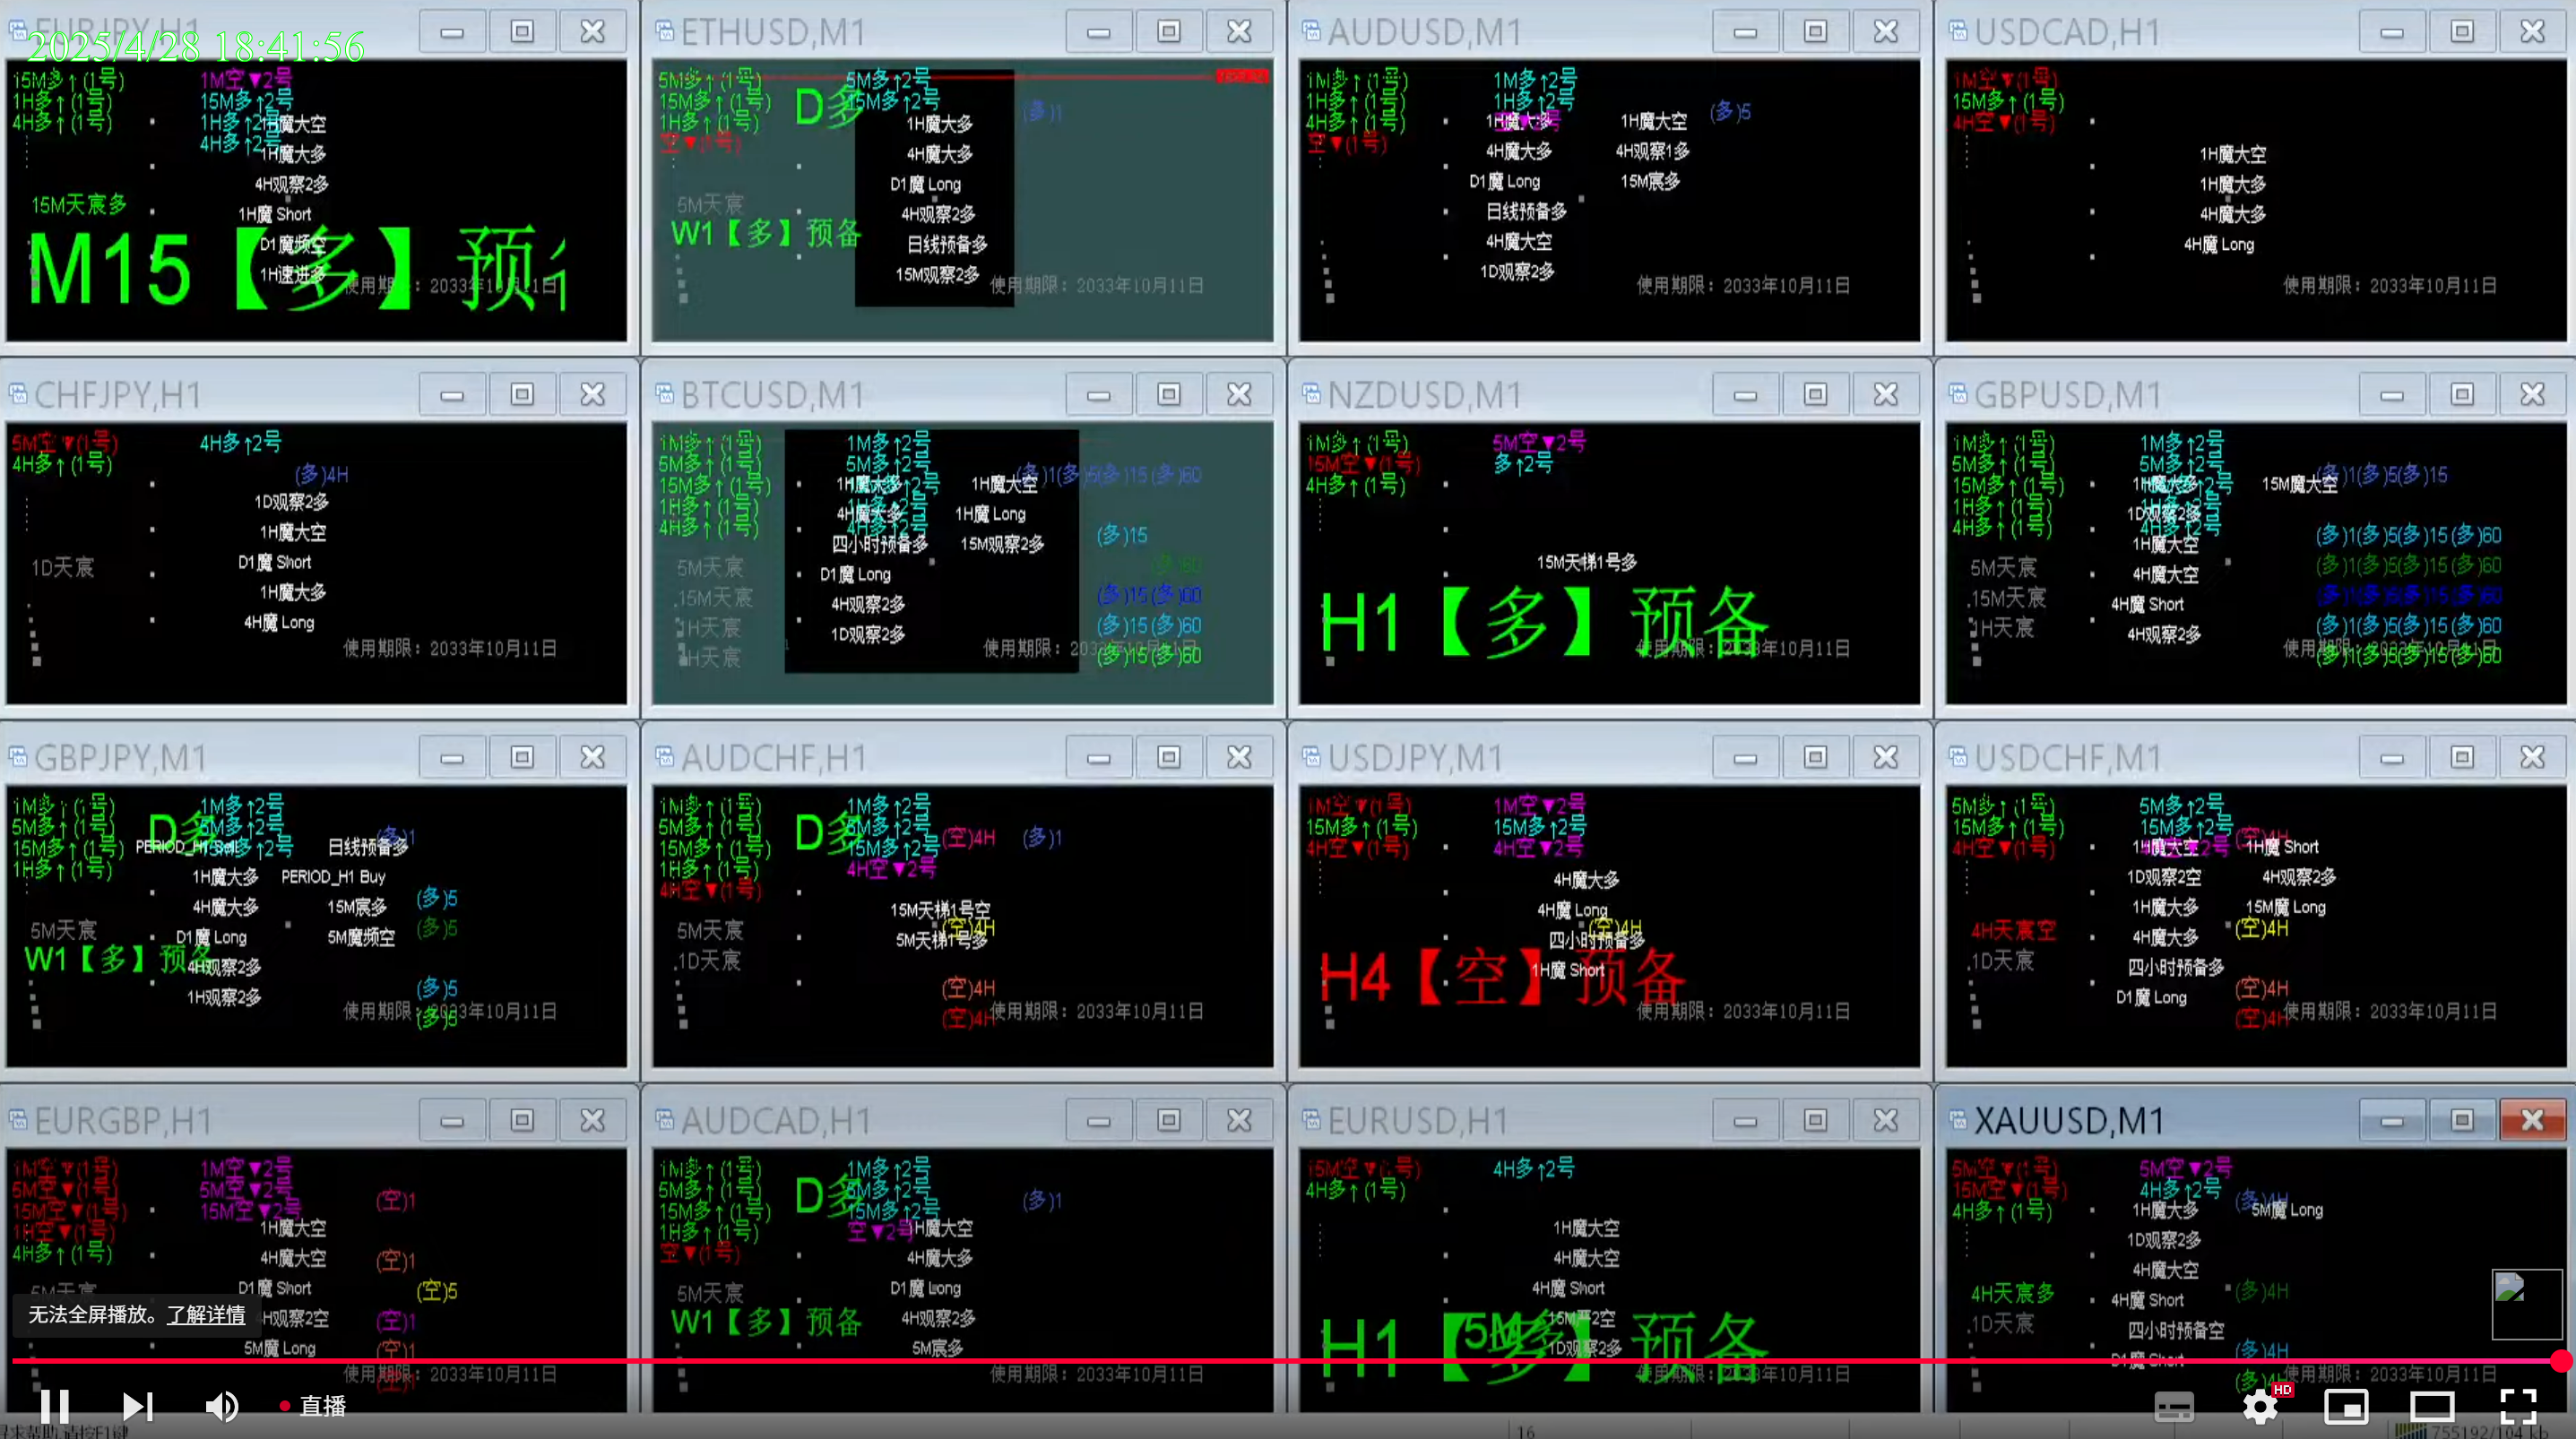 EURJPY,H1
2025/4/28 18:41:56
15M多↑(1号)
1H多↑(1号)
4H多↑(1号)
1M空▼2号
15M多↑2号
1H多↑2号
4H多↑2号
1H魔大空
1H魔大多
4H观察2多
1H魔 Short
D1魔频空
1H速进多
15M天宸多
M15【多】预
使用期限：2033年10月11日
ETHUSD,M1
5M多↑(1号)
15M多↑(1号)
1H多↑(1号)
空▼(1号)
D多
5M多↑2号
15M多↑2号
(多)1
1H魔大多
4H魔大多
D1魔 Long
4H观察2多
日线预备多
15M观察2多
5M天宸
W1【多】预备
使用期限：2033年10月11日
AUDUSD,M1
1M多↑(1号)
1H多↑(1号)
4H多↑(1号)
空▼(1号)
1M多↑2号
1H多↑2号
1H魔大多
4H魔大多
D1魔 Long
日线预备多
4H魔大空
1D观察2多
1H魔大空
4H观察1多
15M宸多
(多)5
使用期限：2033年10月11日
USDCAD,H1
1M空▼(1号)
15M多↑(1号)
4H空▼(1号)
1H魔大空
1H魔大多
4H魔大多
4H魔 Long
使用期限：2033年10月11日
CHFJPY,H1
5M空▼(1号)
4H多↑(1号)
4H多↑2号
(多)4H
1D观察2多
1H魔大空
D1魔 Short
1H魔大多
4H魔 Long
1D天宸
使用期限：2033年10月11日
BTCUSD,M1
1M多↑(1号)
5M多↑(1号)
15M多↑(1号)
1H多↑(1号)
4H多↑(1号)
1M多↑2号
5M多↑2号
1H魔大多
4H魔大多
四小时预备多
D1魔 Long
4H观察2多
1D观察2多
1H魔大空
1H魔 Long
15M观察2多
(多)1(多)5(多)15(多)60
(多)15
(多)60
(多)15(多)60
(多)15(多)60
(多)15(多)60
5M天宸
15M天宸
1H天宸
使用期限：2033年10月11日
NZDUSD,M1
1M多↑(1号)
15M空▼(1号)
4H多↑(1号)
5M空▼2号
多↑2号
15M天梯1号多
H1【多】预备
使用期限：2033年10月11日
GBPUSD,M1
1M多↑(1号)
5M多↑(1号)
15M多↑(1号)
1H多↑(1号)
4H多↑(1号)
1M多↑2号
5M多↑2号
1H魔大多
1D观察2多
1H魔大空
4H魔大空
4H魔 Short
4H观察2多
15M魔大空
(多)1(多)5(多)15
(多)1(多)5(多)15(多)60
(多)1(多)5(多)15(多)60
(多)1(多)5(多)15(多)60
(多)1(多)5(多)15(多)60
(多)1(多)5(多)15(多)60
5M天宸
15M天宸
1H天宸
GBPJPY,M1
1M多↑(1号)
5M多↑(1号)
15M多↑(1号)
1H多↑(1号)
D多
1M多↑2号
5M多↑2号
15M多↑2号
(多)1
日线预备多
1H魔大多
PERIOD_H1 Buy
4H魔大多
15M宸多
D1魔 Long
5M魔频空
4H观察2多
1H观察2多
(多)5
(多)5
(多)5
(多)5
5M天宸
W1【多】预备
使用期限：2033年10月11日
AUDCHF,H1
1M多↑(1号)
5M多↑(1号)
15M多↑(1号)
1H多↑(1号)
4H空▼(1号)
D多
1M多↑2号
5M多↑2号
15M多↑2号
4H空▼2号
(空)4H
(多)1
15M天梯1号空
(空)4H
5M天梯1号多
(空)4H
(空)4H
5M天宸
1D天宸
使用期限：2033年10月11日
USDJPY,M1
1M空▼(1号)
15M多↑(1号)
4H空▼(1号)
1M空▼2号
15M多↑2号
4H空▼2号
4H魔大多
4H魔 Long
(空)4H
四小时预备多
1H魔 Short
H4【空】预备
使用期限：2033年10月11日
USDCHF,M1
5M多↑(1号)
15M多↑(1号)
4H空▼(1号)
5M多↑2号
15M多↑2号
(空)4H
1H魔大空
1D观察2空
1H魔大多
4H魔大多
四小时预备多
D1魔 Long
1H魔 Short
4H观察2多
15M魔 Long
(空)4H
(空)4H
(空)4H
4H天宸空
1D天宸
使用期限：2033年10月11日
EURGBP,H1
1M空▼(1号)
5M空▼(1号)
15M空▼(1号)
1H空▼(1号)
4H多↑(1号)
1M空▼2号
5M空▼2号
15M空▼2号
(空)1
1H魔大空
4H魔大空
(空)1
D1魔 Short
(空)5
4H观察2空
(空)1
5M魔 Long
(空)1
5M天宸
使用期限：2033年10月11日
AUDCAD,H1
1M多↑(1号)
5M多↑(1号)
15M多↑(1号)
1H多↑(1号)
空▼(1号)
D多
1M多↑2号
5M多↑2号
15M多↑2号
空▼2号
(多)1
1H魔大空
4H魔大多
D1魔 Long
4H观察2多
5M宸多
5M天宸
W1【多】预备
使用期限：2033年10月11日
EURUSD,H1
15M空▼(1号)
4H多↑(1号)
4H多↑2号
1H魔大空
4H魔大空
4H魔 Short
1D观察2多
H1【多】预备
使用期限：2033年10月11日
XAUUSD,M1
5M空▼(1号)
15M空▼(1号)
4H多↑(1号)
5M空▼2号
4H多↑2号
(多)4H
1H魔大多
5M魔 Long
1D观察2多
4H魔大空
4H魔 Short
四小时预备空
D1魔 Short
(多)4H
(多)4H
4H天宸多
1D天宸
使用期限：2033年10月11日
无法全屏播放。了解详情
直播
HD
16
755192/104 kb